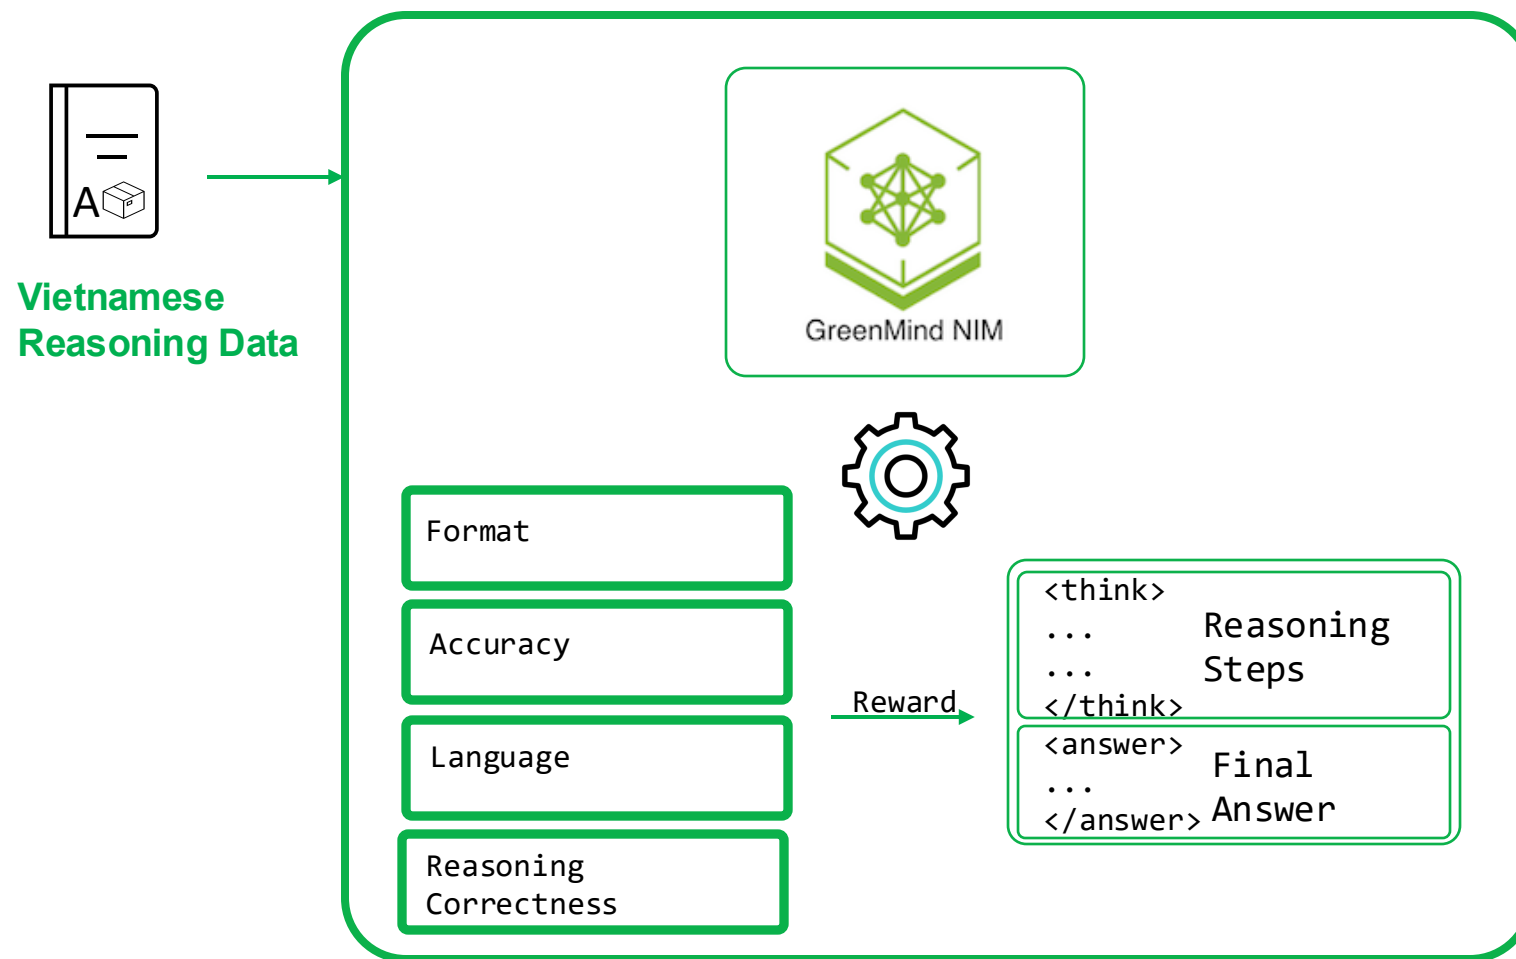 A
Vietnamese
Reasoning Data
GreenMind NIM
Format
Accuracy
Language
Reasoning
Correctness
Reward
<think>
...
...
</think>
Reasoning
Steps
<answer>
...
</answer>
Final
Answer